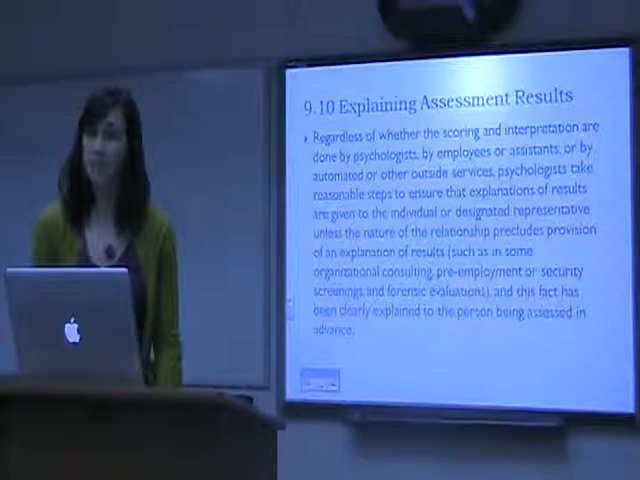 9.10 Explaining Assessment Results
Regardless of whether the scoring and interpretation are
done by psychologists, by employees or assistants, or by
automated or other outside services, psychologists take
reasonable steps to ensure that explanations of results
are given to the individual or designated representative
unless the nature of the relationship precludes provision
of an explanation of results (such as in some
organizational consulting, pre-employment or security
screenings, and forensic evaluations), and this fact has
been clearly explained to the person being assessed in
advance.